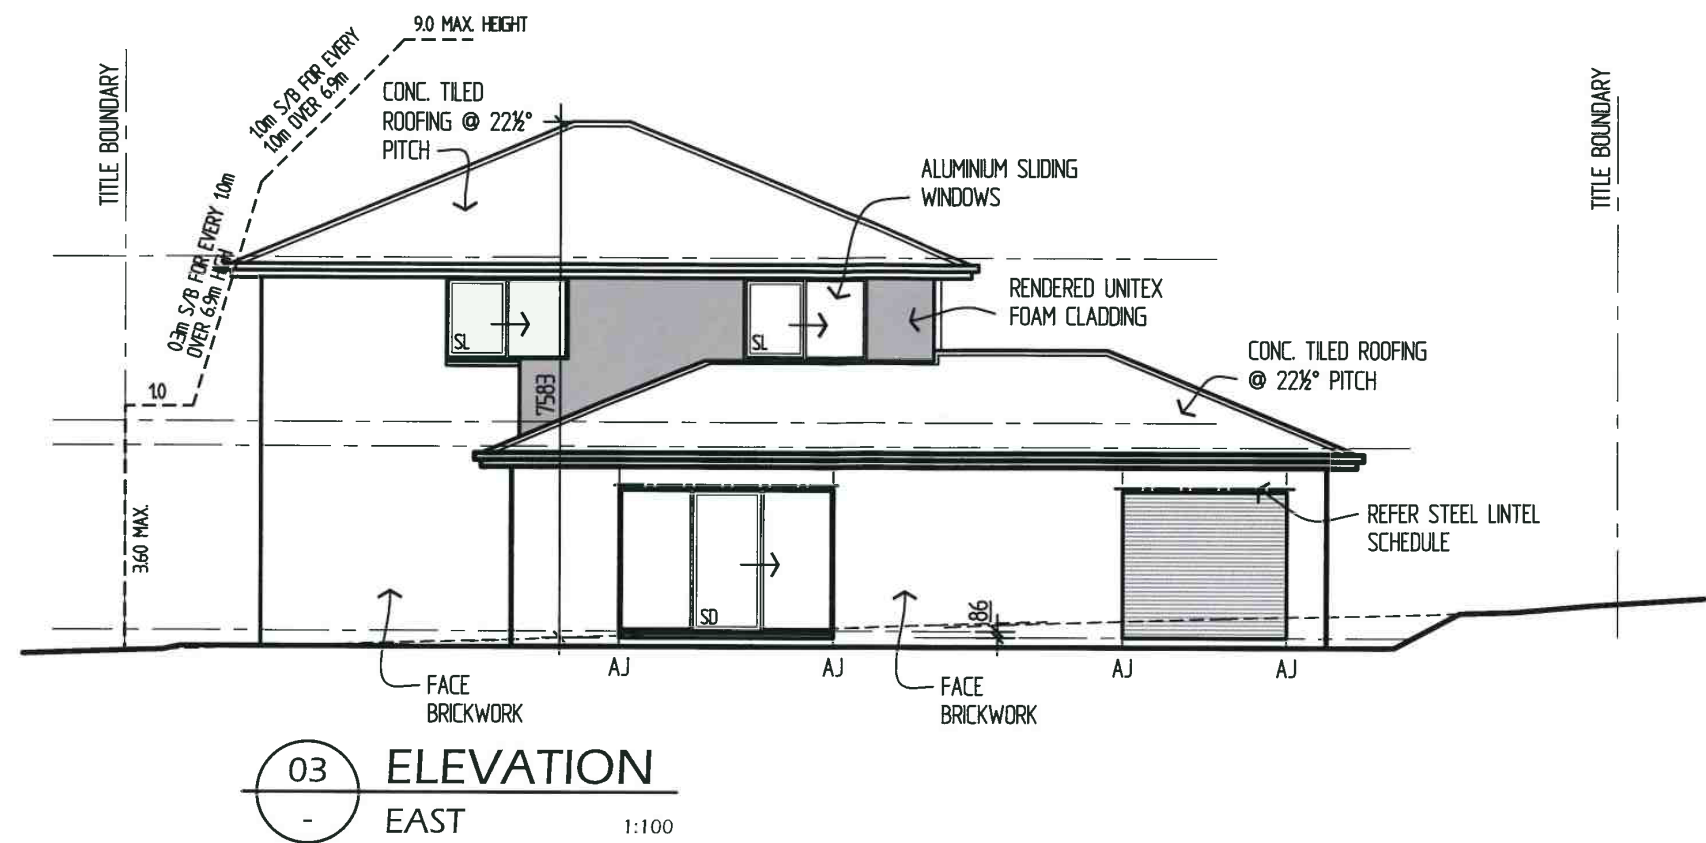 9.0 MAX. HEIGHT
1.0m S/B FOR EVERY
1.0m OVER 6.9m
TITLE BOUNDARY
CONC. TILED
ROOFING @ 22½°
PITCH
ALUMINIUM SLIDING
WINDOWS
TITLE BOUNDARY
0.3m S/B FOR EVERY 1.0m
OVER 6.9m HIGH
RENDERED UNITEX
FOAM CLADDING
SL
SL
CONC. TILED ROOFING
@ 22½° PITCH
1.0
7583
3.60 MAX.
REFER STEEL LINTEL
SCHEDULE
SD
86
AJ
AJ
AJ
AJ
FACE
BRICKWORK
FACE
BRICKWORK
03
-
ELEVATION
EAST
1:100